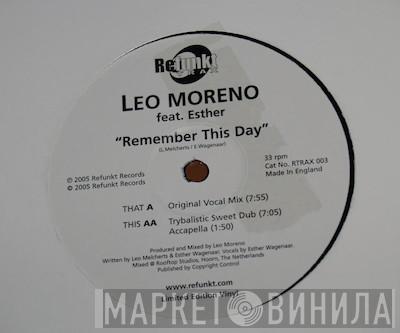 Refunkt
TRAX
LEO MORENO
feat. Esther
“Remember This Day”
(L.Melcherts / E.Wagenaar)
℗ 2005 Refunkt Records
© 2005 Refunkt Records
33 rpm
Cat No. RTRAX 003
Made In England
THAT A Original Vocal Mix (7:55)
THIS AA Trybalistic Sweet Dub (7:05)
Accapella (1:50)
Produced and Mixed by Leo Moreno
Written by Leo Melcherts & Esther Wagenaar. Vocals by Esther Wagenaar.
Mixed @ Rooftop Studios, Hoorn, The Netherlands
Published by Copyright Control
www.refunkt.com
Limited Edition Vinyl
МАРКЕТ ВИНИЛА